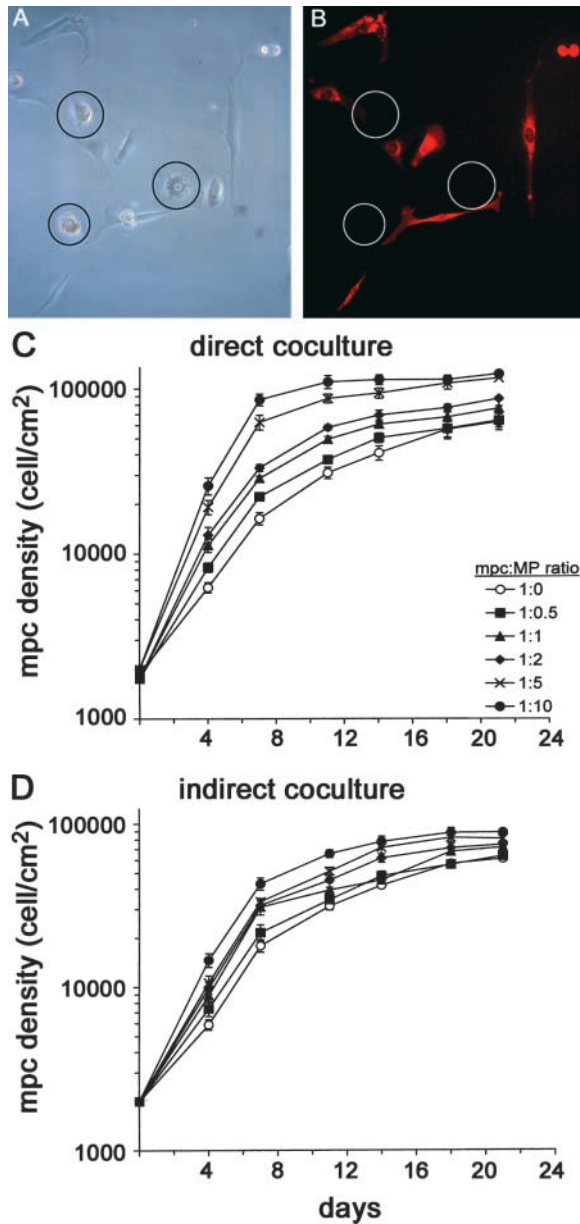 A
B
C
direct coculture
100000
10000
1000
mpc density (cell/cm²)
4 8 12 16 20 24
mpc:MP ratio
1:0
1:0.5
1:1
1:2
1:5
1:10
D
indirect coculture
100000
10000
1000
mpc density (cell/cm²)
4 8 12 16 20 24
days